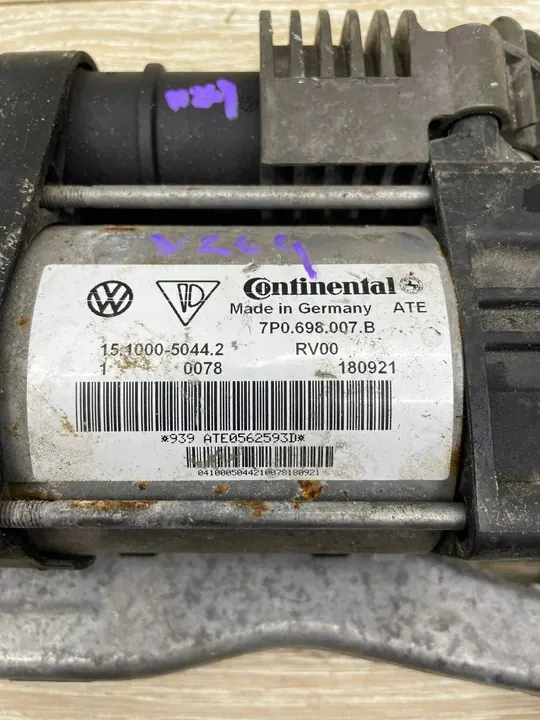 Continental
Made in Germany ATE
7P0.698.007.B
15.1000-5044.2 RV00
1 0078 180921
*939 ATE0562593D*
0410005044210078180921